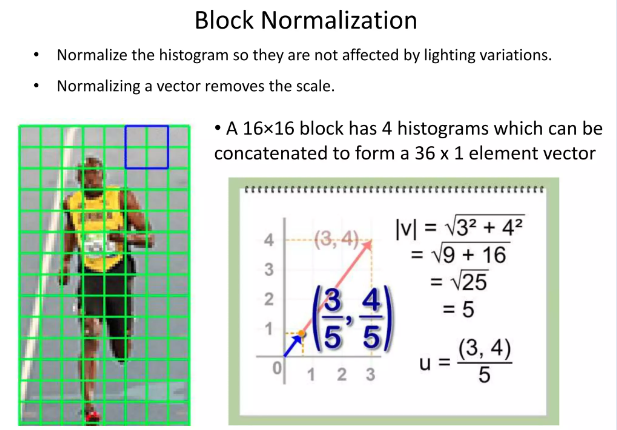 Block Normalization
• Normalize the histogram so they are not affected by lighting variations.
• Normalizing a vector removes the scale.
• A 16×16 block has 4 histograms which can be
concatenated to form a 36 x 1 element vector
|v| = √3² + 4²
= √9 + 16
= √25
= 5
u = (3, 4)
5
4
3
2
1
0
1 2 3
(3, 4)
(3/5, 4/5)